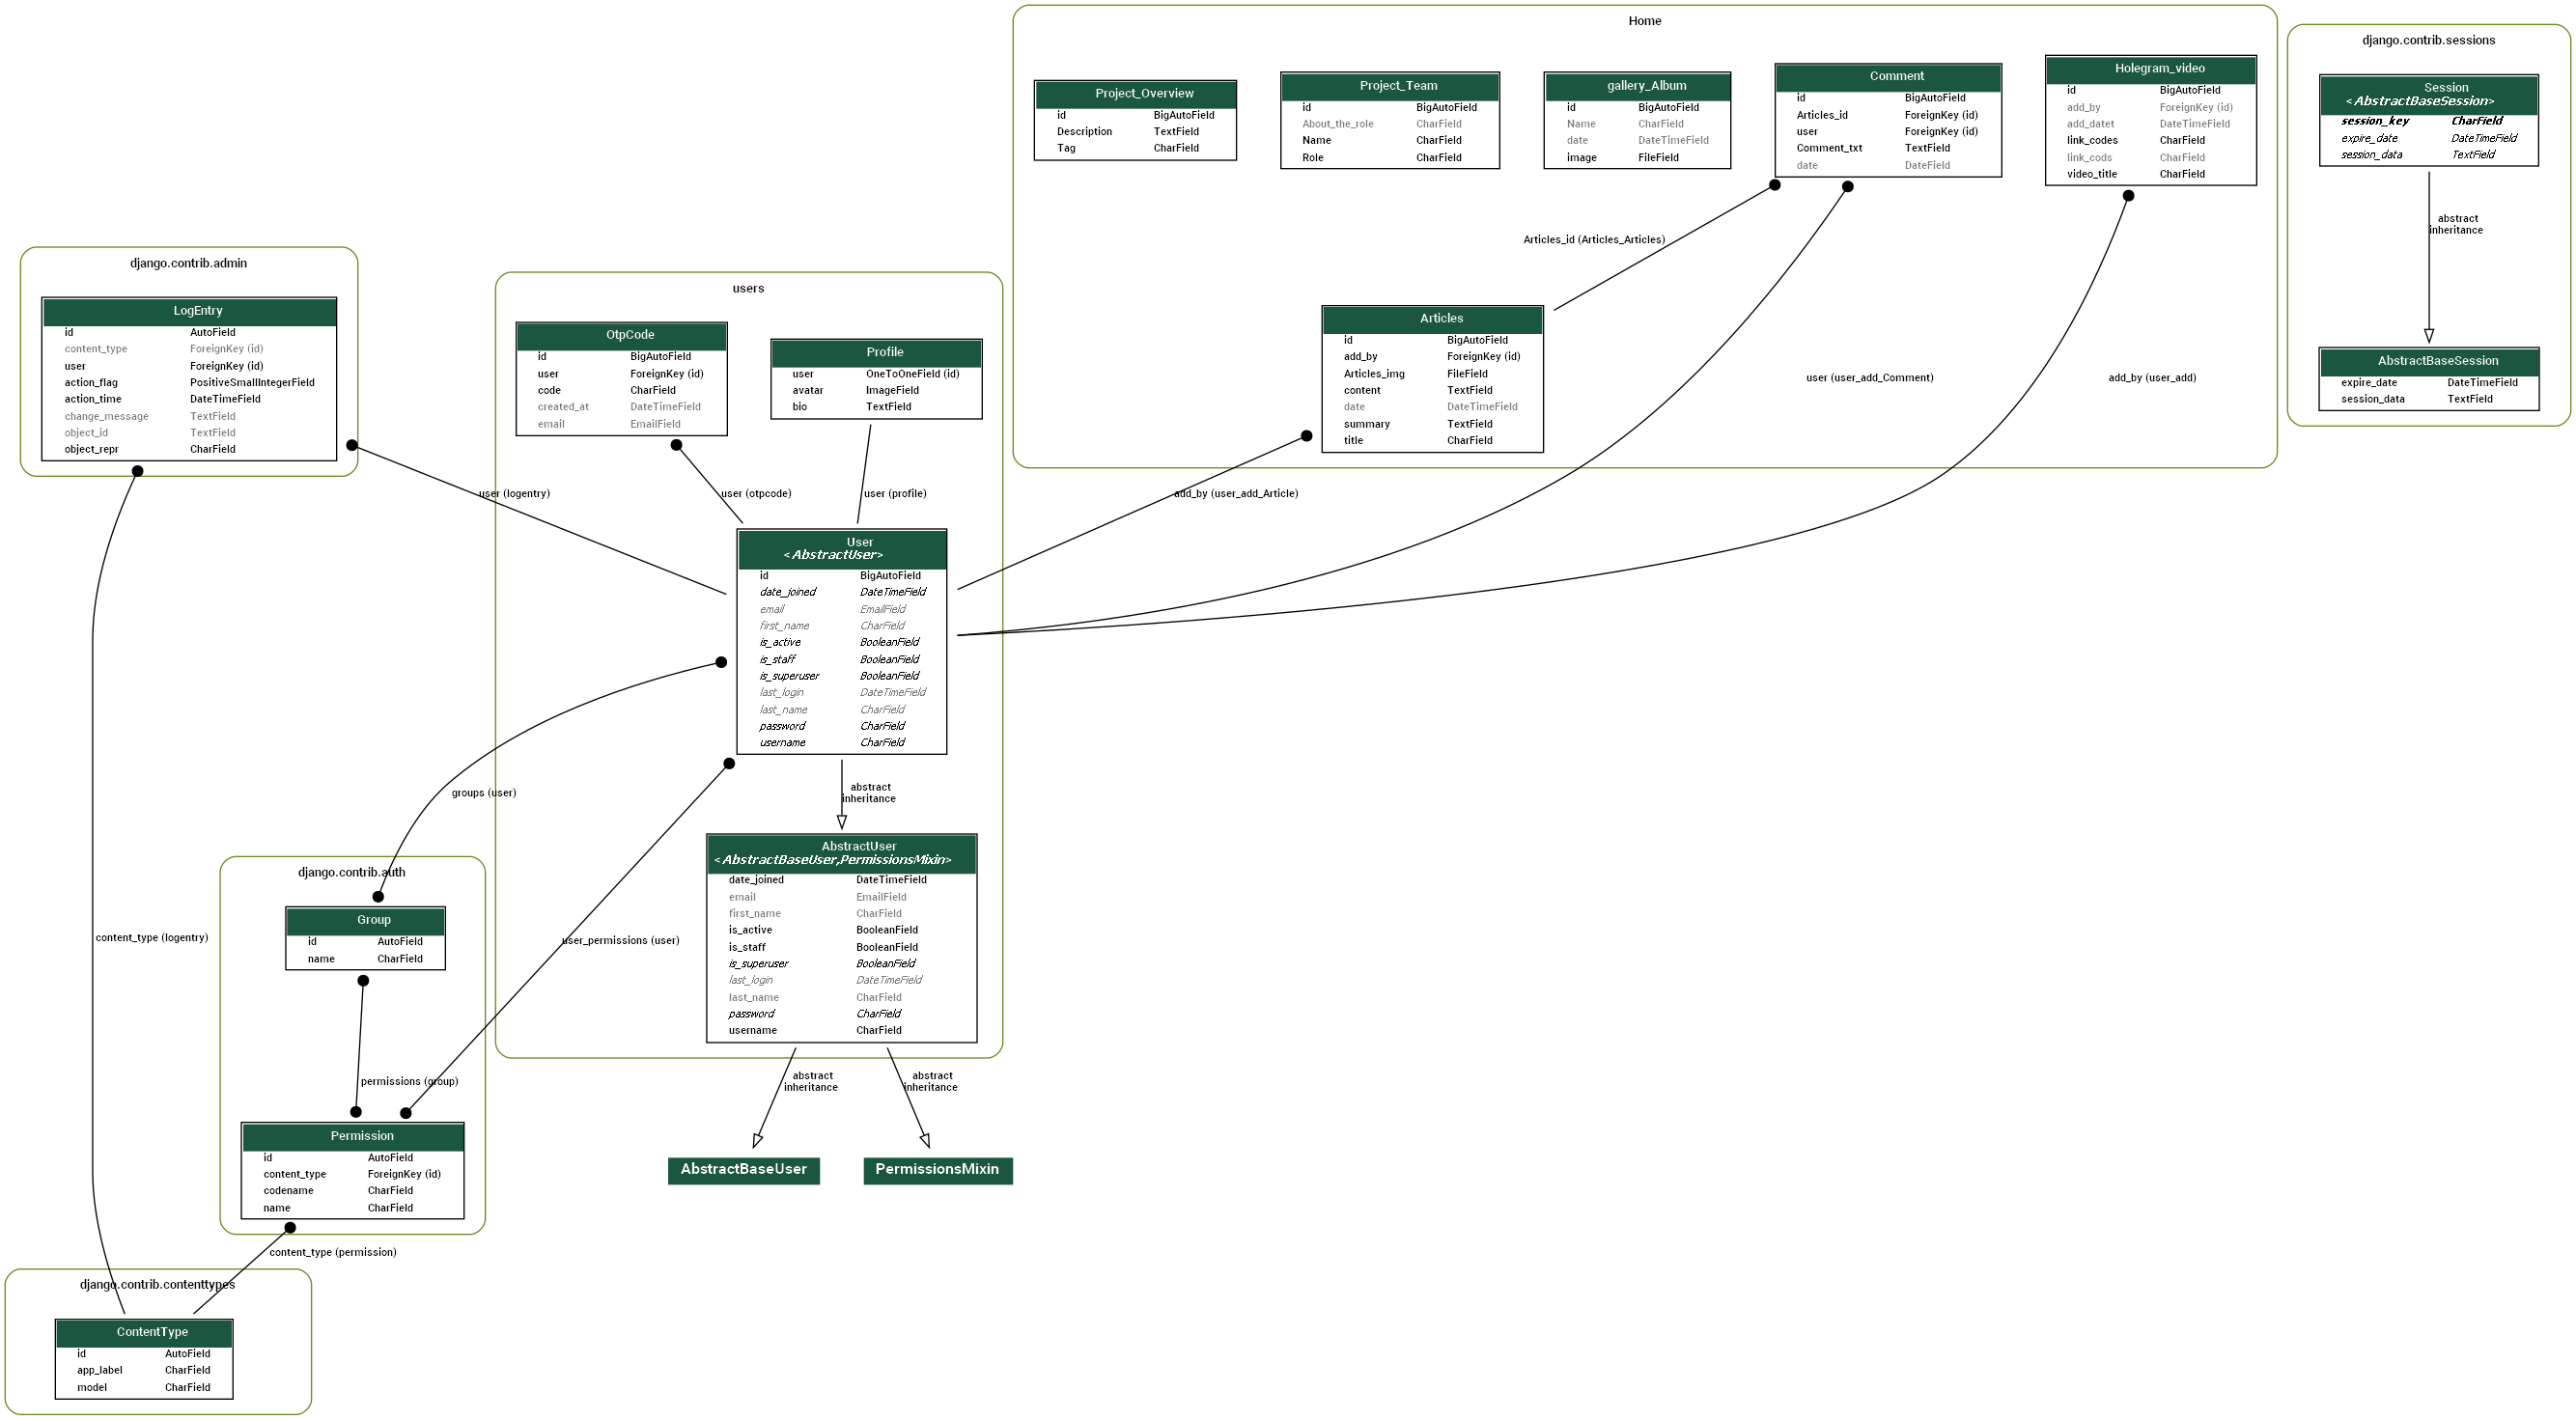 Home
Project_Overview
id BigAutoField
Description TextField
Tag CharField
Project_Team
id BigAutoField
About_the_role CharField
Name CharField
Role CharField
gallery_Album
id BigAutoField
Name CharField
date DateTimeField
image FileField
Comment
id BigAutoField
Articles_id ForeignKey (id)
user ForeignKey (id)
Comment_txt TextField
date DateField
Holegram_video
id BigAutoField
add_by ForeignKey (id)
add_datet DateTimeField
link_codes CharField
link_cods CharField
video_title CharField
Articles_id (Articles_Articles)
Articles
id BigAutoField
add_by ForeignKey (id)
Articles_img FileField
content TextField
date DateTimeField
summary TextField
title CharField
user (user_add_Comment)
add_by (user_add)
add_by (user_add_Article)
django.contrib.sessions
Session
<AbstractBaseSession>
session_key CharField
expire_date DateTimeField
session_data TextField
abstract
inheritance
AbstractBaseSession
expire_date DateTimeField
session_data TextField
django.contrib.admin
LogEntry
id AutoField
content_type ForeignKey (id)
user ForeignKey (id)
action_flag PositiveSmallIntegerField
action_time DateTimeField
change_message TextField
object_id TextField
object_repr CharField
user (logentry)
users
OtpCode
id BigAutoField
user ForeignKey (id)
code CharField
created_at DateTimeField
email EmailField
Profile
user OneToOneField (id)
avatar ImageField
bio TextField
user (otpcode)
user (profile)
User
<AbstractUser>
id BigAutoField
date_joined DateTimeField
email EmailField
first_name CharField
is_active BooleanField
is_staff BooleanField
is_superuser BooleanField
last_login DateTimeField
last_name CharField
password CharField
username CharField
groups (user)
abstract
inheritance
AbstractUser
<AbstractBaseUser,PermissionsMixin>
date_joined DateTimeField
email EmailField
first_name CharField
is_active BooleanField
is_staff BooleanField
is_superuser BooleanField
last_login DateTimeField
last_name CharField
password CharField
username CharField
user_permissions (user)
abstract
inheritance
abstract
inheritance
AbstractBaseUser
PermissionsMixin
django.contrib.auth
Group
id AutoField
name CharField
content_type (logentry)
permissions (group)
Permission
id AutoField
content_type ForeignKey (id)
codename CharField
name CharField
content_type (permission)
django.contrib.contenttypes
ContentType
id AutoField
app_label CharField
model CharField